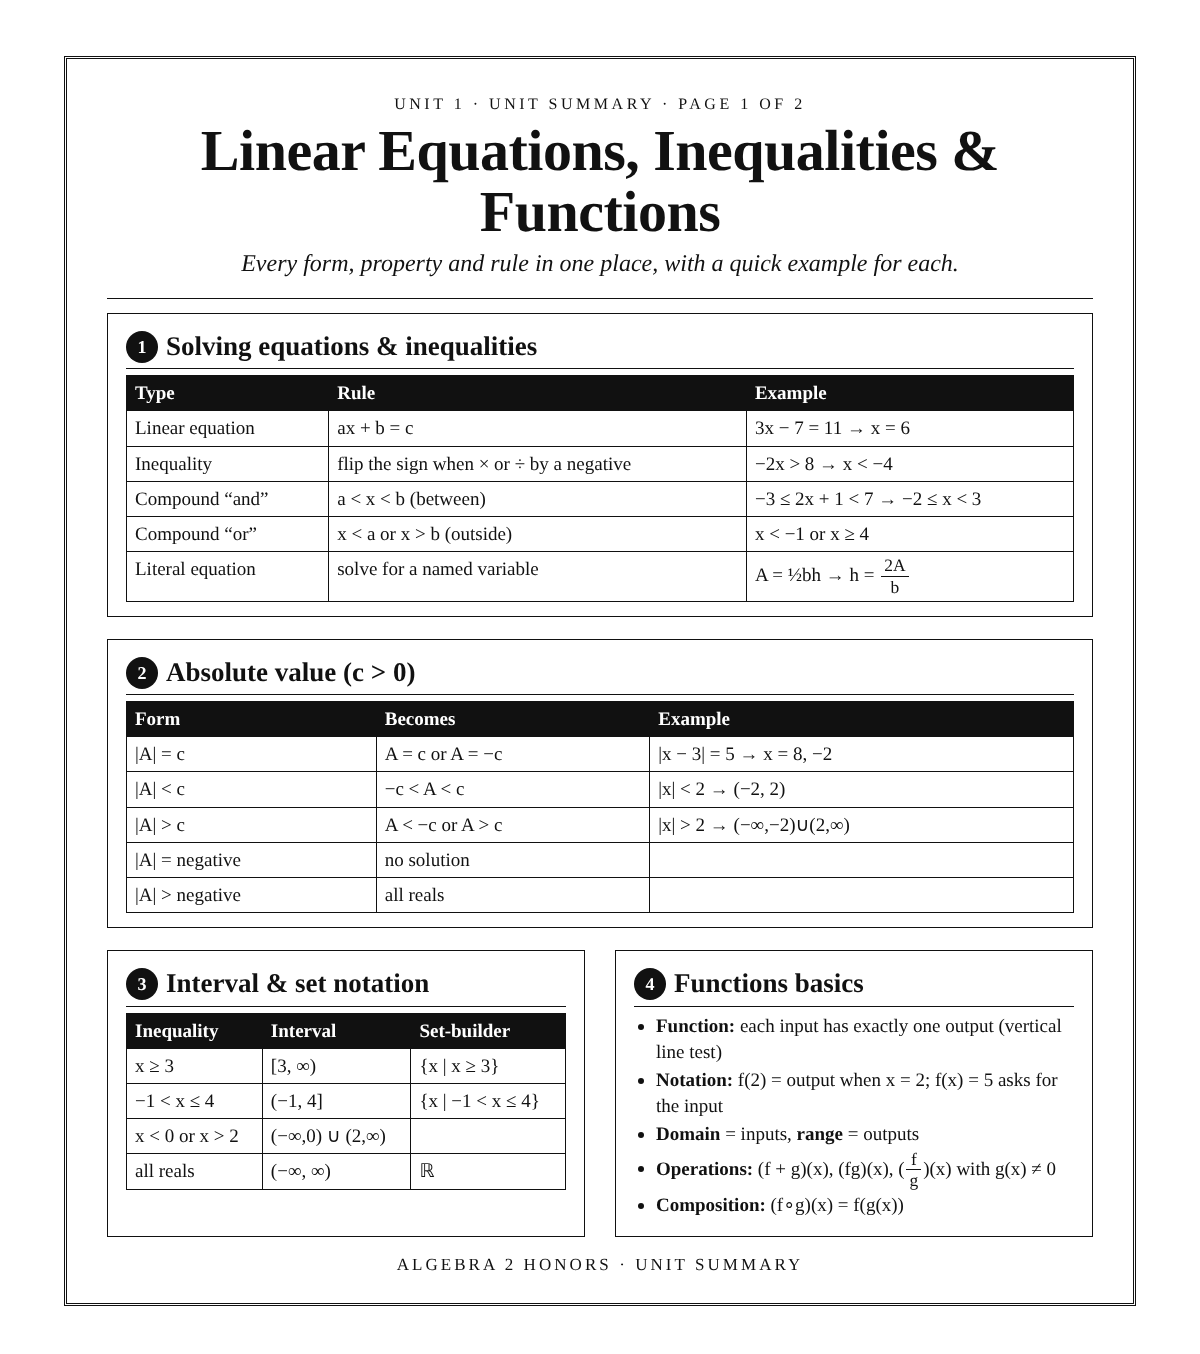 UNIT 1 · UNIT SUMMARY · PAGE 1 OF 2
Linear Equations, Inequalities &
Functions
Every form, property and rule in one place, with a quick example for each.
1 Solving equations & inequalities
Type Rule Example
Linear equation ax + b = c 3x − 7 = 11 → x = 6
Inequality flip the sign when × or ÷ by a negative −2x > 8 → x < −4
Compound “and” a < x < b (between) −3 ≤ 2x + 1 < 7 → −2 ≤ x < 3
Compound “or” x < a or x > b (outside) x < −1 or x ≥ 4
Literal equation solve for a named variable A = ½bh → h = 2A/b
2 Absolute value (c > 0)
Form Becomes Example
|A| = c A = c or A = −c |x − 3| = 5 → x = 8, −2
|A| < c −c < A < c |x| < 2 → (−2, 2)
|A| > c A < −c or A > c |x| > 2 → (−∞,−2)∪(2,∞)
|A| = negative no solution
|A| > negative all reals
3 Interval & set notation
Inequality Interval Set-builder
x ≥ 3 [3, ∞) {x | x ≥ 3}
−1 < x ≤ 4 (−1, 4] {x | −1 < x ≤ 4}
x < 0 or x > 2 (−∞,0) ∪ (2,∞)
all reals (−∞, ∞) ℝ
4 Functions basics
• Function: each input has exactly one output (vertical
line test)
• Notation: f(2) = output when x = 2; f(x) = 5 asks for
the input
• Domain = inputs, range = outputs
• Operations: (f + g)(x), (fg)(x), (f/g)(x) with g(x) ≠ 0
• Composition: (f∘g)(x) = f(g(x))
ALGEBRA 2 HONORS · UNIT SUMMARY